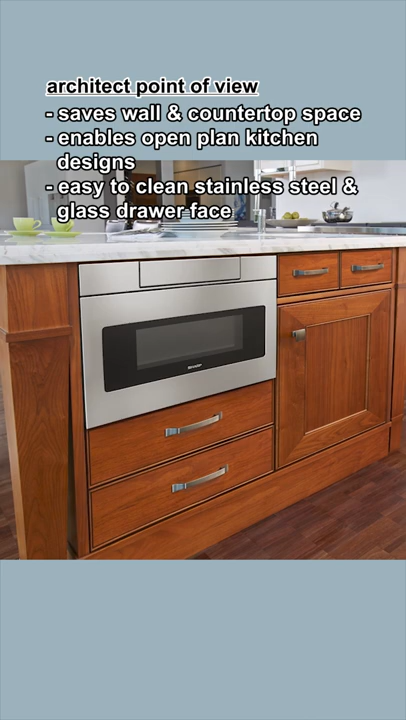 architect point of view
- saves wall & countertop space
- enables open plan kitchen
designs
- easy to clean stainless steel &
glass drawer face
SHARP